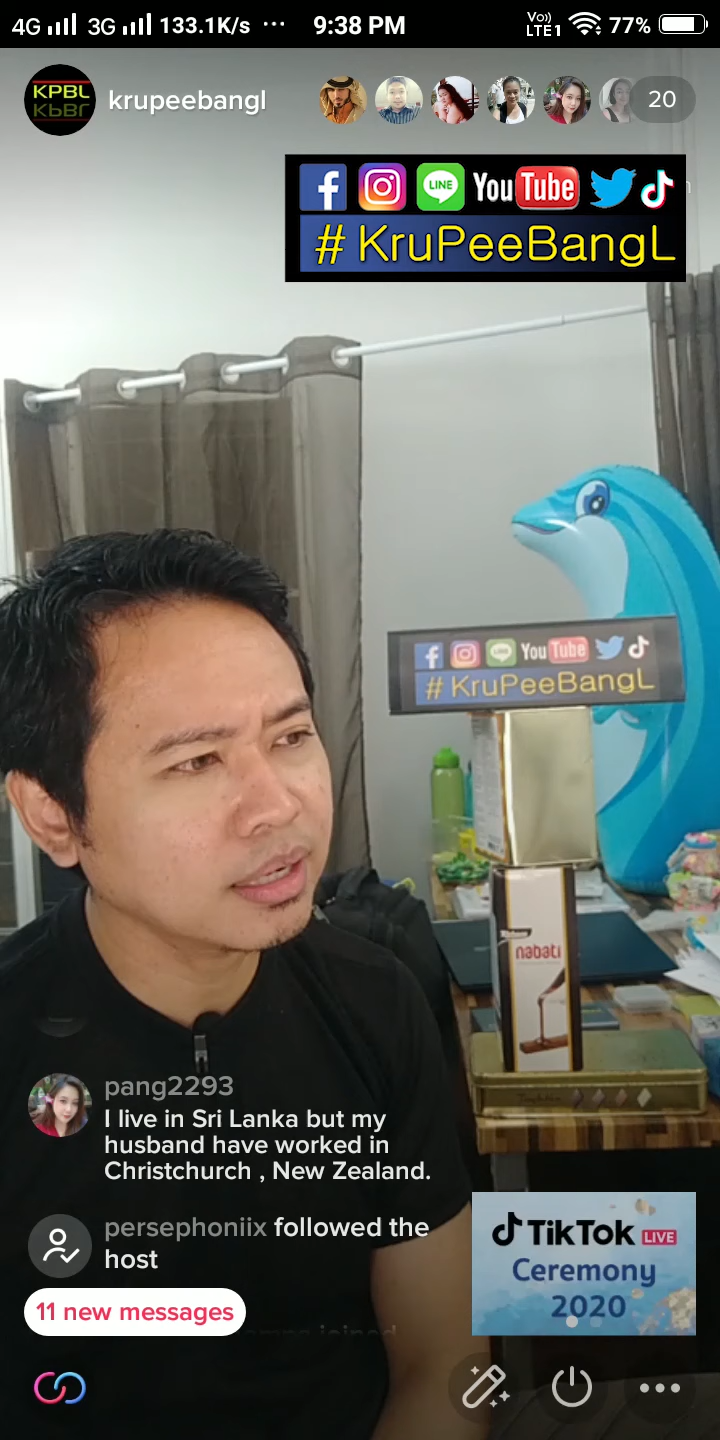 4G 3G 133.1K/s ... 9:38 PM Vo)) LTE1 77%
KPBL
krupeebangl
20
LINE YouTube
# KruPeeBangL
YouTube
# KruPeeBangL
nabati
pang2293
I live in Sri Lanka but my
husband have worked in
Christchurch , New Zealand.
persephoniix followed the
host
11 new messages
joined
TikTok LIVE
Ceremony
2020